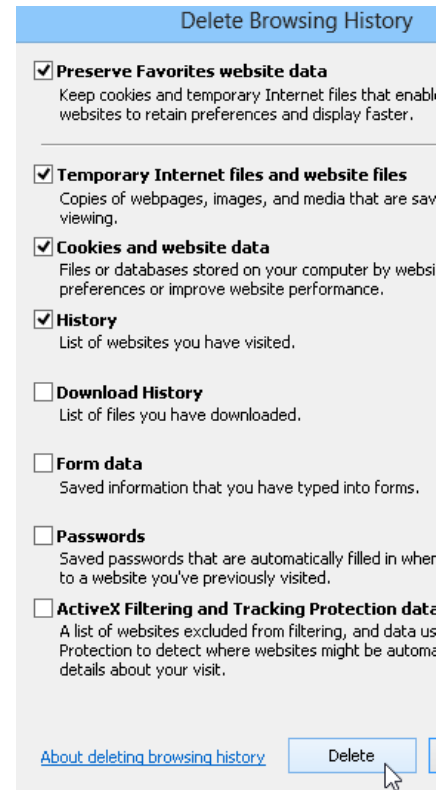 Delete Browsing History
Preserve Favorites website data
Keep cookies and temporary Internet files that enabl
websites to retain preferences and display faster.
Temporary Internet files and website files
Copies of webpages, images, and media that are sav
viewing.
Cookies and website data
Files or databases stored on your computer by websi
preferences or improve website performance.
History
List of websites you have visited.
Download History
List of files you have downloaded.
Form data
Saved information that you have typed into forms.
Passwords
Saved passwords that are automatically filled in when
to a website you've previously visited.
ActiveX Filtering and Tracking Protection data
A list of websites excluded from filtering, and data us
Protection to detect where websites might be automa
details about your visit.
About deleting browsing history
Delete